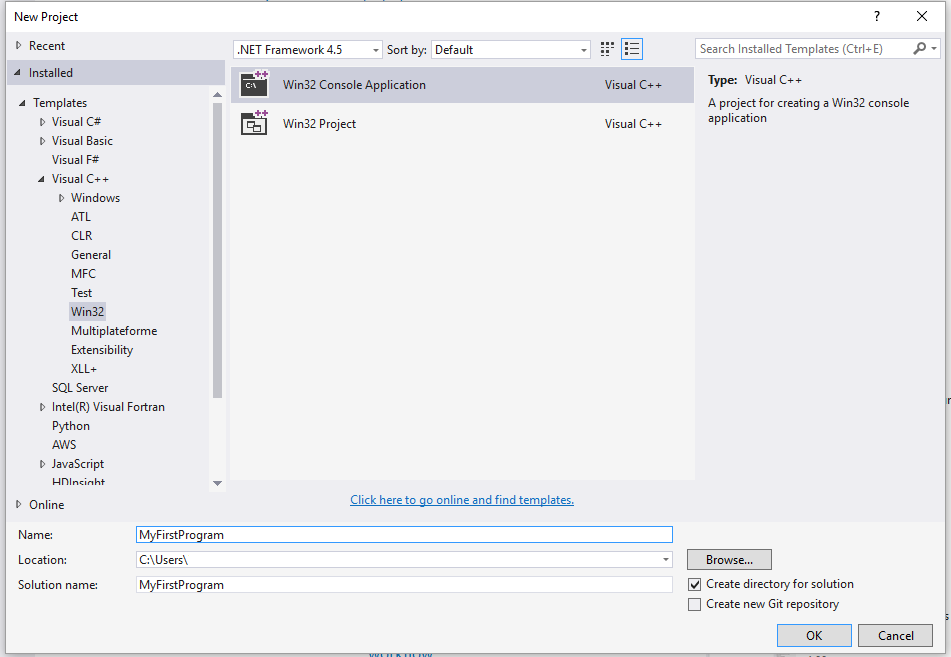 New Project
? 
Recent
Installed
Templates
Visual C#
Visual Basic
Visual F#
Visual C++
Windows
ATL
CLR
General
MFC
Test
Win32
Multiplateforme
Extensibility
XLL+
SQL Server
Intel(R) Visual Fortran
Python
AWS
JavaScript
HDInsight
Online
.NET Framework 4.5
Sort by: Default
Win32 Console Application Visual C++
Win32 Project Visual C++
Click here to go online and find templates.
Search Installed Templates (Ctrl+E)
Type: Visual C++
A project for creating a Win32 console
application
Name: MyFirstProgram
Location: C:\Users\
Browse...
Solution name: MyFirstProgram
Create directory for solution
Create new Git repository
OK Cancel